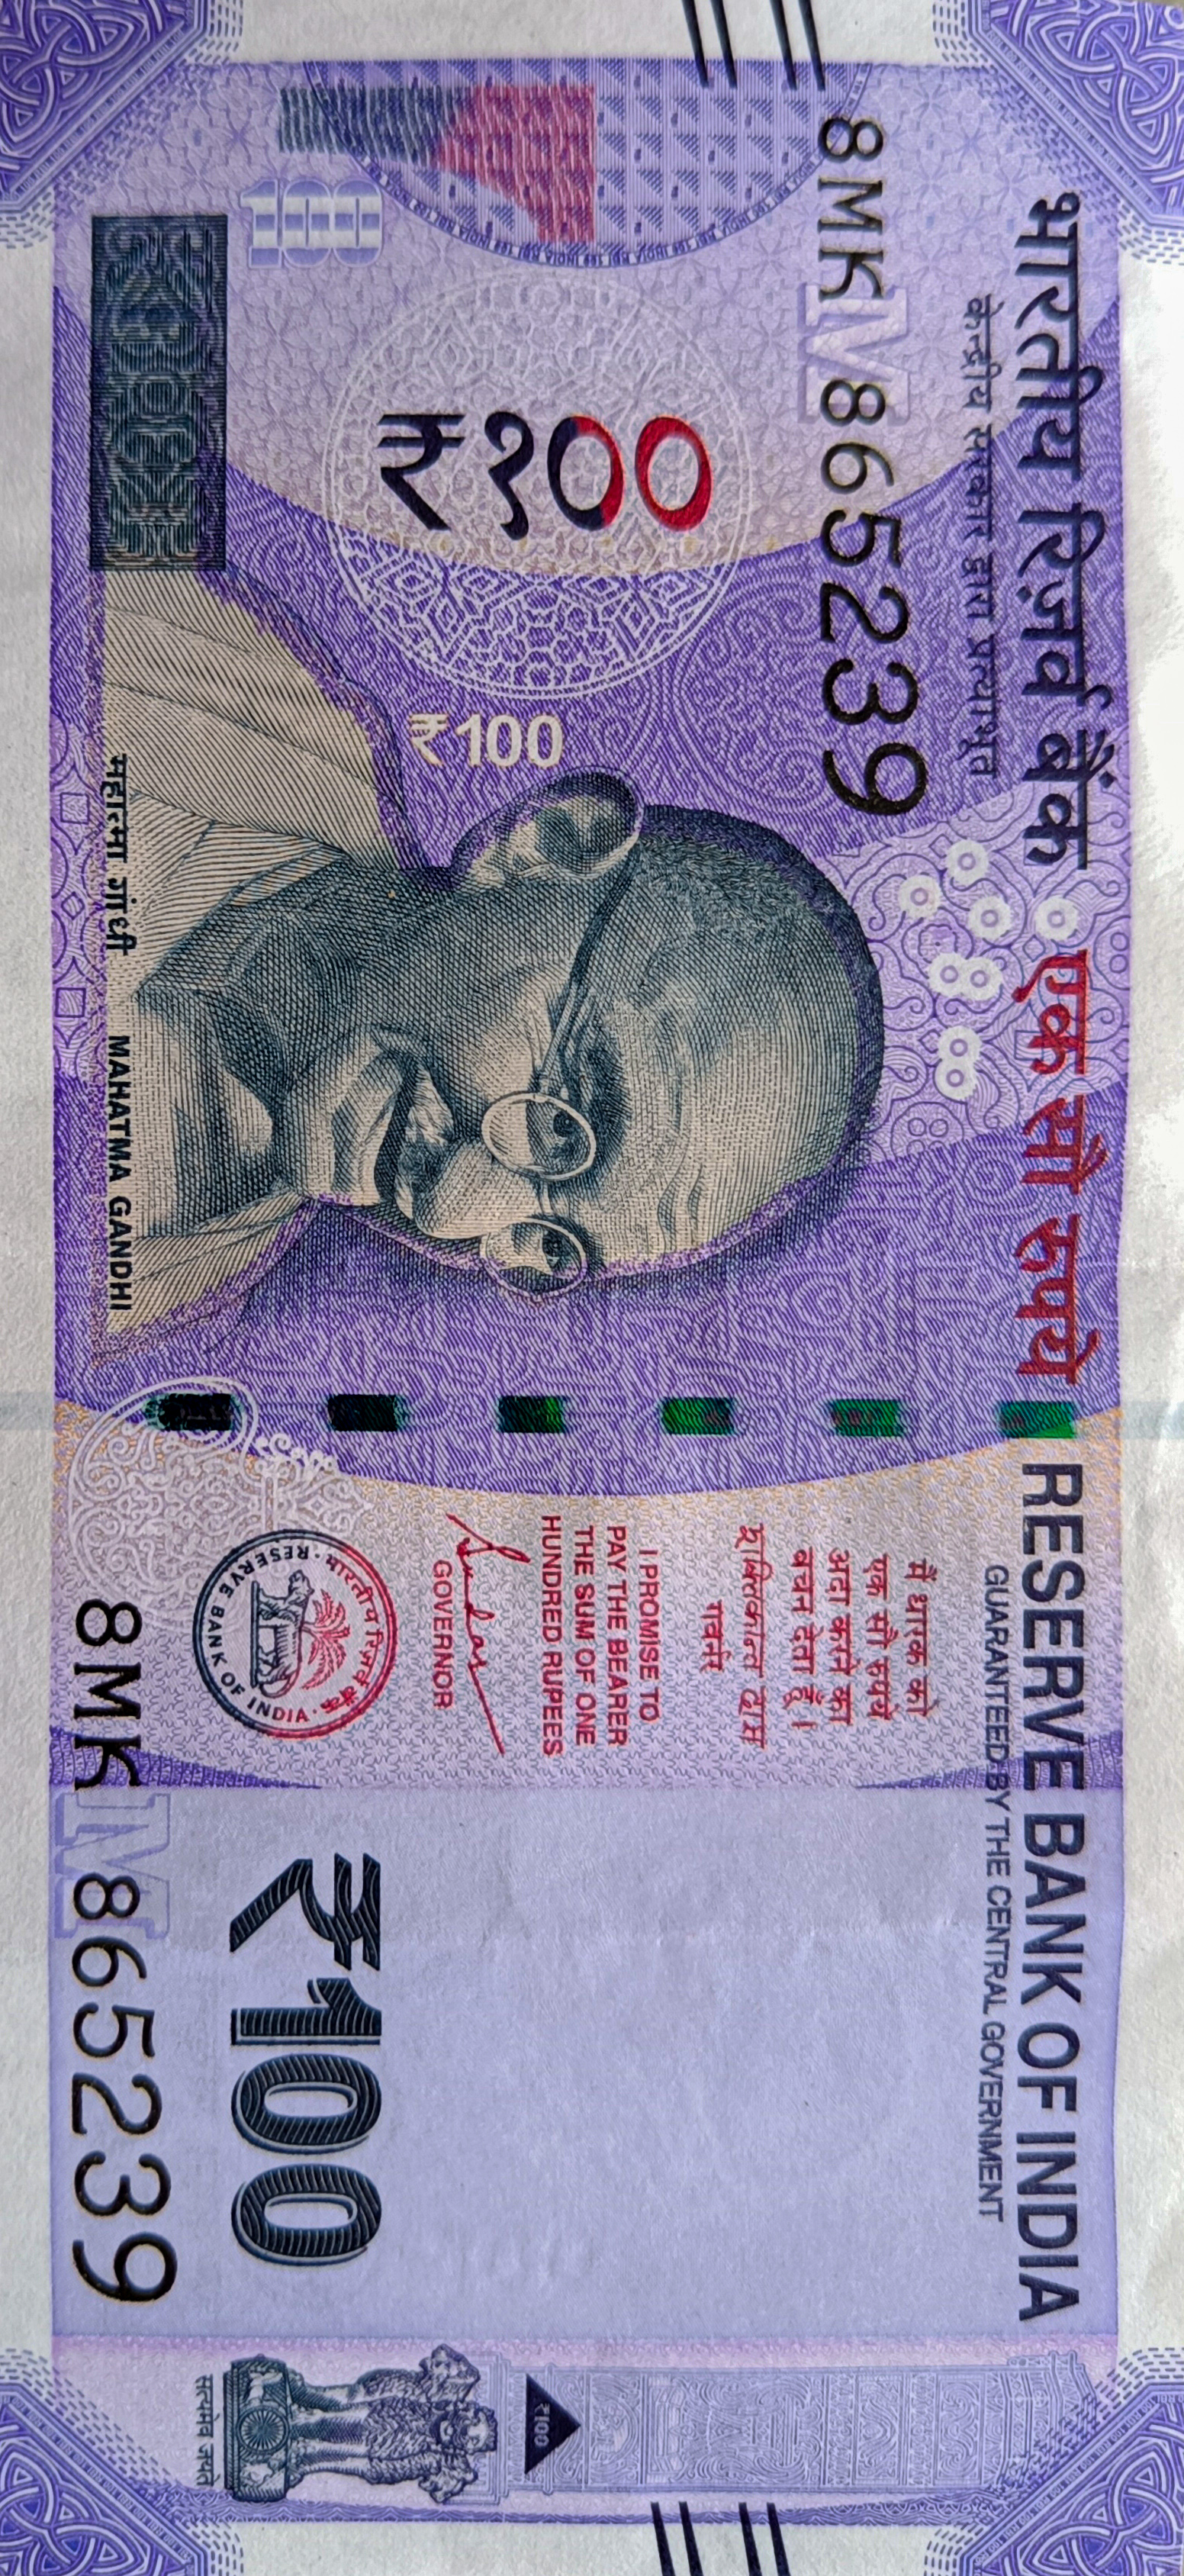 भारतीय रिज़र्व बैंक
केन्द्रीय सरकार द्वारा प्रत्याभूत
एक सौ रुपये
RESERVE BANK OF INDIA
GUARANTEED BY THE CENTRAL GOVERNMENT
8MK M 865239
₹१००
₹100
मैं धारक को
एक सौ रुपये
अदा करने का
वचन देता हूँ ।
शक्तिकान्त दास
गवर्नर
I PROMISE TO
PAY THE BEARER
THE SUM OF ONE
HUNDRED RUPEES
GOVERNOR
भारतीय रिज़र्व बैंक
RESERVE BANK OF INDIA
₹100
₹100
सत्यमेव जयते
महात्मा गांधी
MAHATMA GANDHI
8MK M 865239